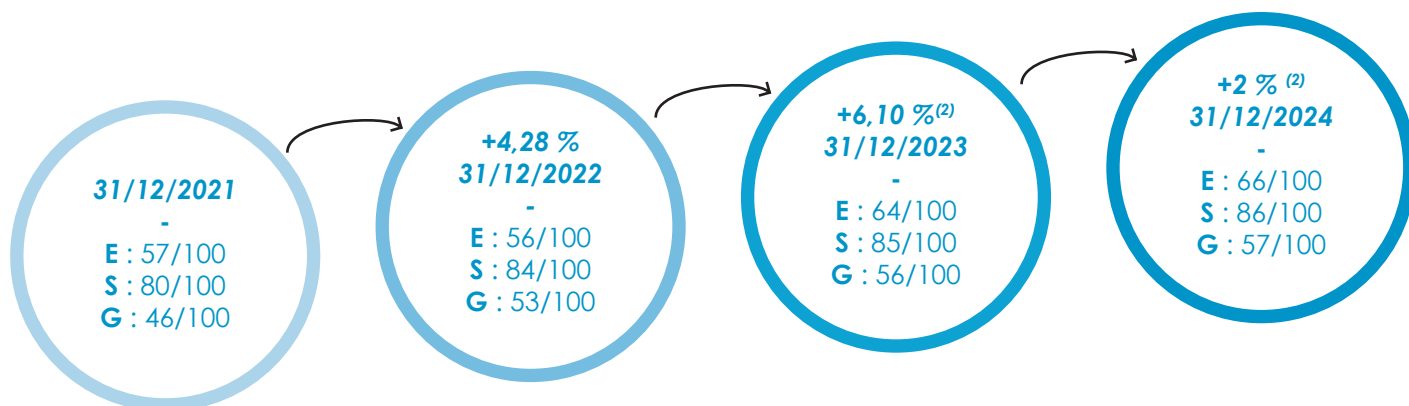 31/12/2021
-
E : 57/100
S : 80/100
G : 46/100
+4,28 %
31/12/2022
-
E : 56/100
S : 84/100
G : 53/100
+6,10 %(2)
31/12/2023
-
E : 64/100
S : 85/100
G : 56/100
+2 % (2)
31/12/2024
-
E : 66/100
S : 86/100
G : 57/100